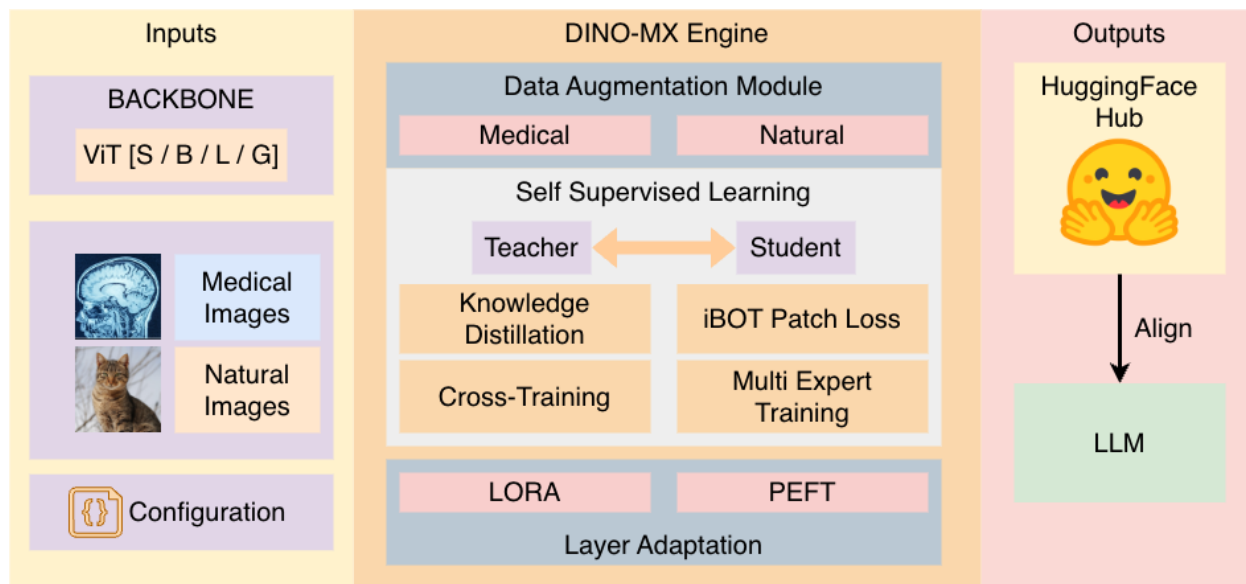 Inputs
BACKBONE
ViT [S / B / L / G]
Medical
Images
Natural
Images
{} Configuration
DINO-MX Engine
Data Augmentation Module
Medical
Natural
Self Supervised Learning
Teacher
Student
Knowledge
Distillation
iBOT Patch Loss
Cross-Training
Multi Expert
Training
LORA
PEFT
Layer Adaptation
Outputs
HuggingFace
Hub
Align
LLM